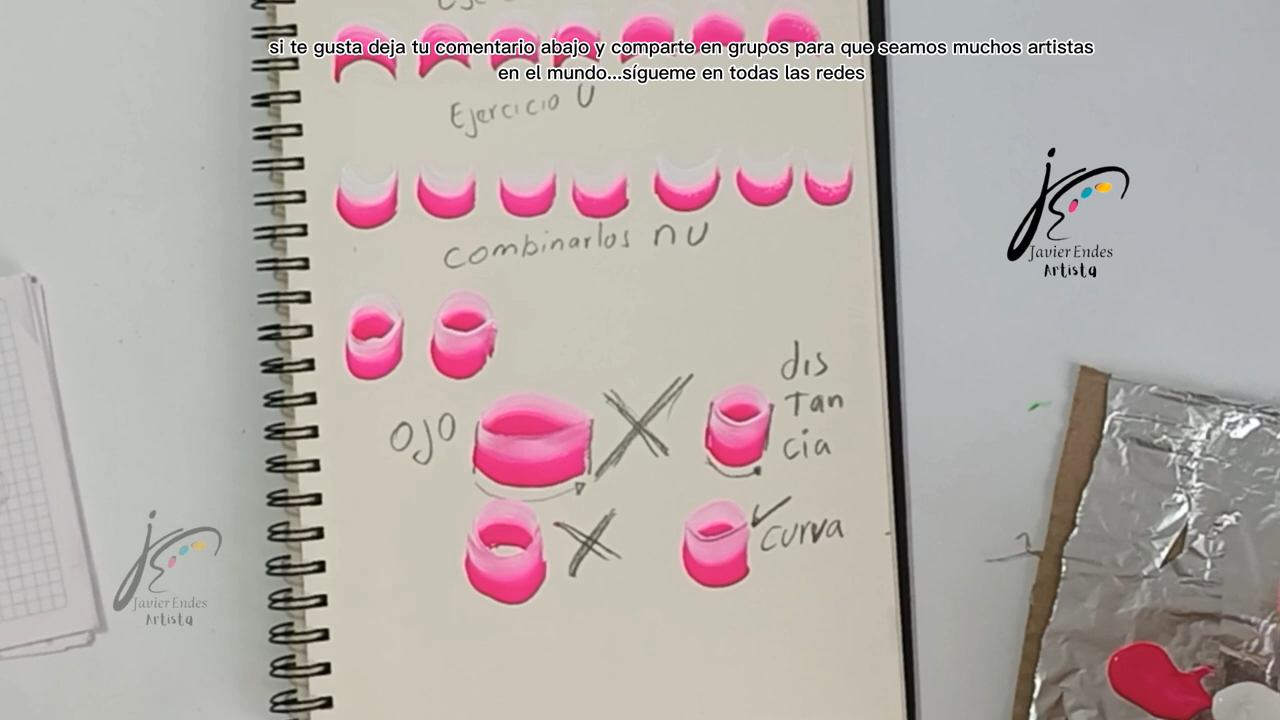 si te gusta deja tu comentario abajo y comparte en grupos para que seamos muchos artistas
en el mundo...sígueme en todas las redes
Ejercicio U
combinarlos nu
ojo
dis
Tan
cia
curva
Javier Endes
Artista
Javier Endes
Artista